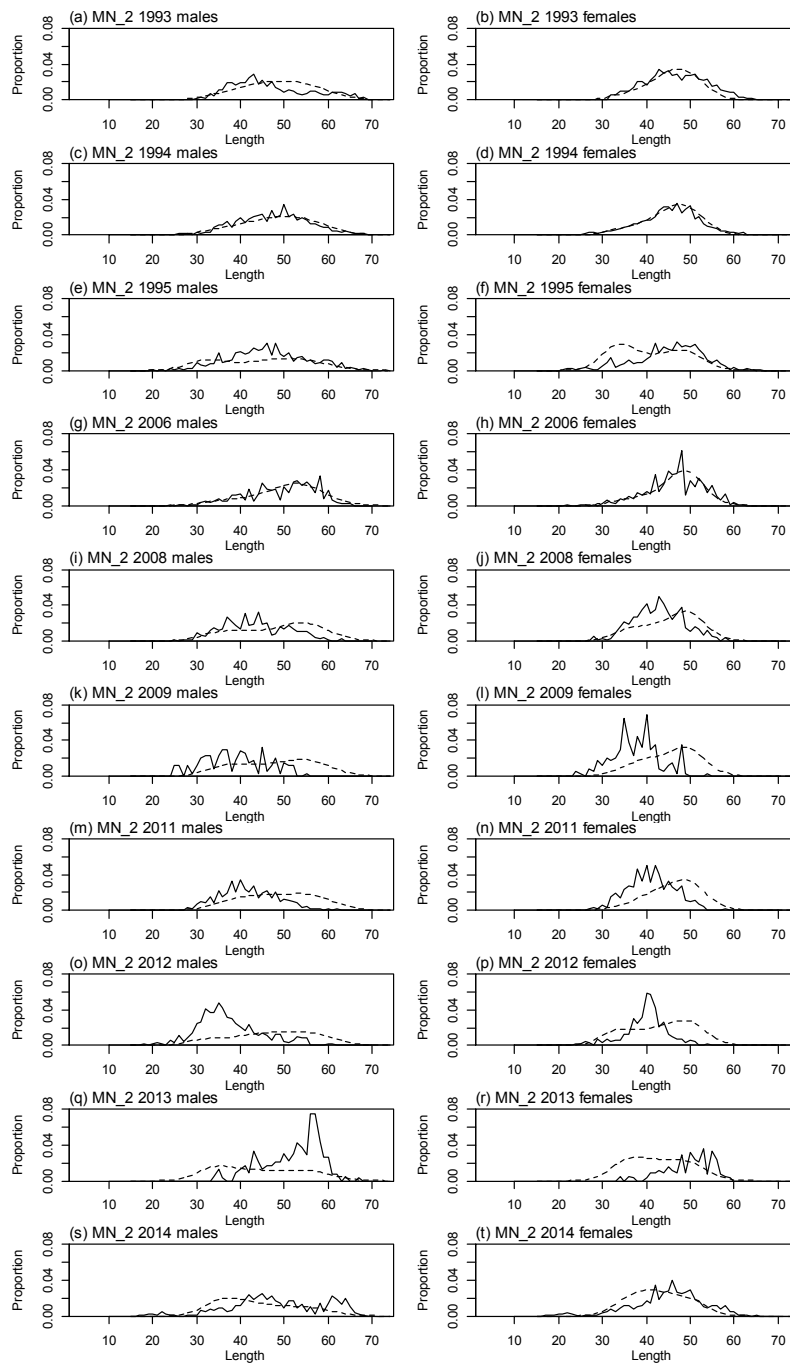 (a) MN_2 1993 males
(b) MN_2 1993 females
Proportion
0.00 0.04 0.08
Proportion
0.00 0.04 0.08
10 20 30 40 50 60 70
10 20 30 40 50 60 70
Length
Length
(c) MN_2 1994 males
(d) MN_2 1994 females
Proportion
0.00 0.04 0.08
Proportion
0.00 0.04 0.08
10 20 30 40 50 60 70
10 20 30 40 50 60 70
Length
Length
(e) MN_2 1995 males
(f) MN_2 1995 females
Proportion
0.00 0.04 0.08
Proportion
0.00 0.04 0.08
10 20 30 40 50 60 70
10 20 30 40 50 60 70
Length
Length
(g) MN_2 2006 males
(h) MN_2 2006 females
Proportion
0.00 0.04 0.08
Proportion
0.00 0.04 0.08
10 20 30 40 50 60 70
10 20 30 40 50 60 70
Length
Length
(i) MN_2 2008 males
(j) MN_2 2008 females
Proportion
0.00 0.04 0.08
Proportion
0.00 0.04 0.08
10 20 30 40 50 60 70
10 20 30 40 50 60 70
Length
Length
(k) MN_2 2009 males
(l) MN_2 2009 females
Proportion
0.00 0.04 0.08
Proportion
0.00 0.04 0.08
10 20 30 40 50 60 70
10 20 30 40 50 60 70
Length
Length
(m) MN_2 2011 males
(n) MN_2 2011 females
Proportion
0.00 0.04 0.08
Proportion
0.00 0.04 0.08
10 20 30 40 50 60 70
10 20 30 40 50 60 70
Length
Length
(o) MN_2 2012 males
(p) MN_2 2012 females
Proportion
0.00 0.04 0.08
Proportion
0.00 0.04 0.08
10 20 30 40 50 60 70
10 20 30 40 50 60 70
Length
Length
(q) MN_2 2013 males
(r) MN_2 2013 females
Proportion
0.00 0.04 0.08
Proportion
0.00 0.04 0.08
10 20 30 40 50 60 70
10 20 30 40 50 60 70
Length
Length
(s) MN_2 2014 males
(t) MN_2 2014 females
Proportion
0.00 0.04 0.08
Proportion
0.00 0.04 0.08
10 20 30 40 50 60 70
10 20 30 40 50 60 70
Length
Length